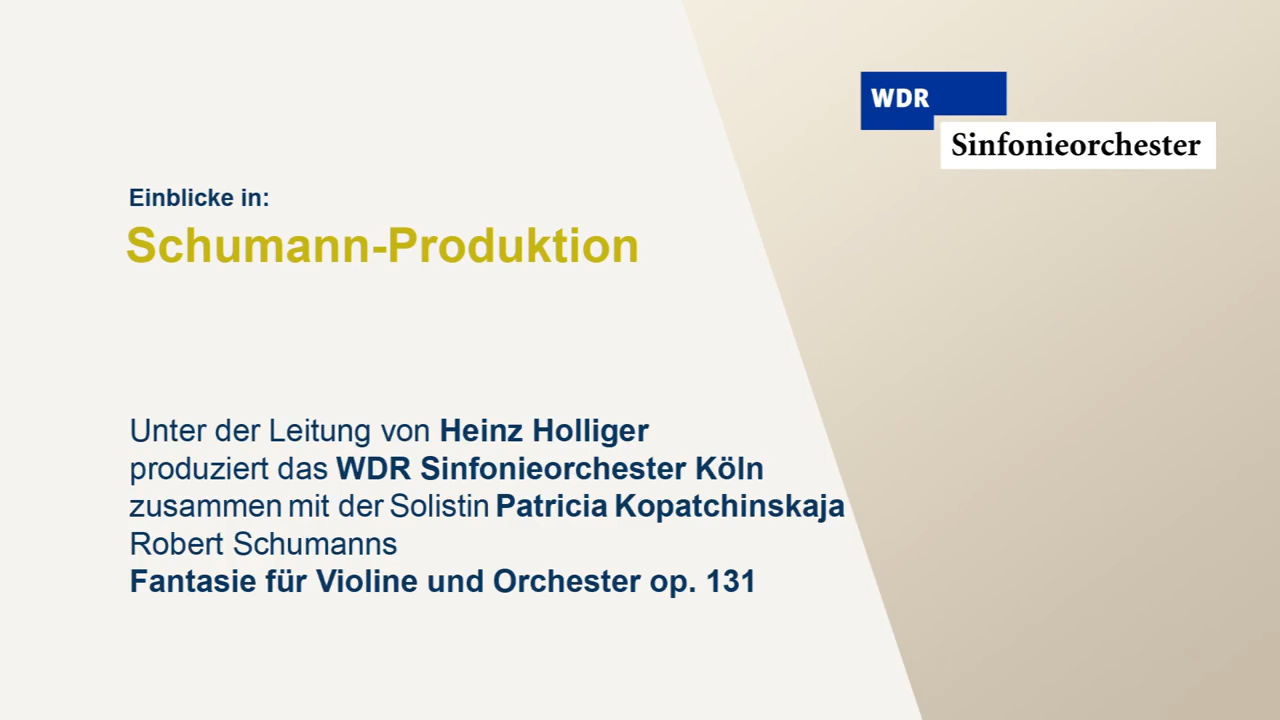 WDR
Sinfonieorchester
Einblicke in:
Schumann-Produktion
Unter der Leitung von Heinz Holliger
produziert das WDR Sinfonieorchester Köln
zusammen mit der Solistin Patricia Kopatchinskaja
Robert Schumanns
Fantasie für Violine und Orchester op. 131